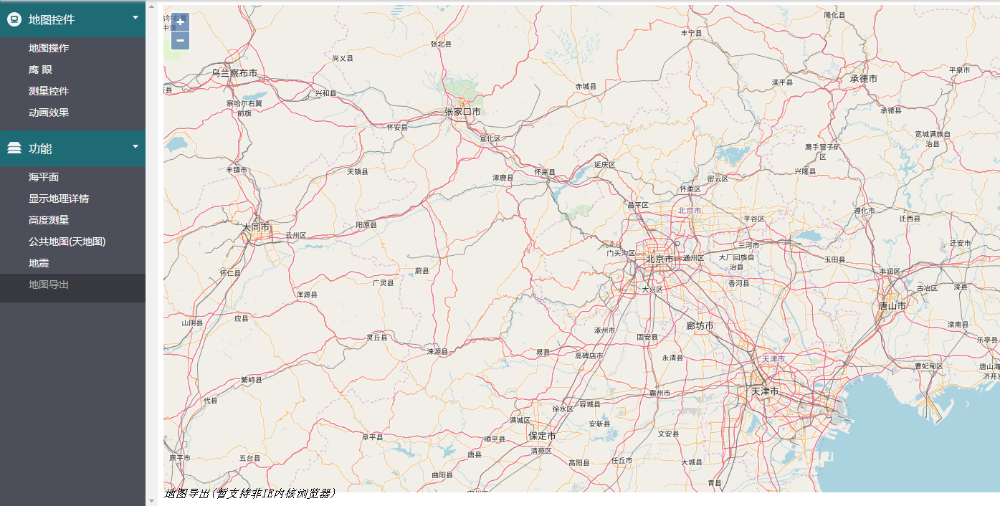 地图控件
地图操作
鹰 眼
测量控件
动画效果
功能
海平面
显示地理详情
高度测量
公共地图(天地图)
地震
地图导出
+
−
隆化县
丰宁县
张北县
尚义县
平泉市
乌兰察布市
承德市
滦平县
赤城县
兴和县
察哈尔右翼
前旗
张家口市
承德县
怀安县
宣化区
宽城满族自
治县
鹰手营子矿
区
延庆区
丰镇市
天镇县
怀来县
涿鹿县
兴隆县
密云区
怀柔区
昌平区
北京市
遵化市
平谷区
迁西县
阳原县
大同市
云州区
三河市
迁安市
门头沟区
北京市
通州区
大厂回族自
治县
玉田县
怀仁县
蔚县
丰润区
广灵县
香河县
古冶区
滦县
浑源县
大兴区
唐山市
应县
山阴县
廊坊市
滦南县
涿州市
固安县
灵丘县
乐亭县
涞源县
易县
高碑店市
永清县
天津市
曹妃甸区
唐山海
济开发
繁峙县
霸州市
天津市
代县
容城县
徐水区
满城区
安新县
文安县
阜平县
顺平县
保定市
清苑区
原平市
五台县
唐县
高阳县
任丘市
大城县
曲阳县
青县
地图导出(暂支持非IE内核浏览器)